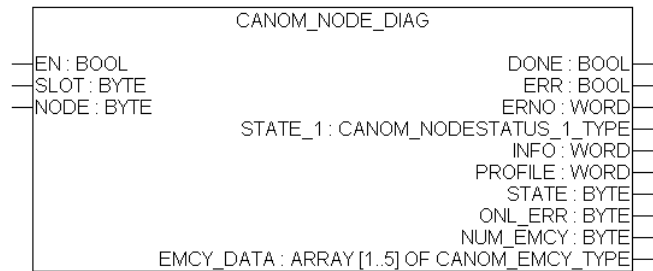 CANOM_NODE_DIAG
EN : BOOL DONE : BOOL
SLOT : BYTE ERR : BOOL
NODE : BYTE ERNO : WORD
STATE_1 : CANOM_NODESTATUS_1_TYPE
INFO : WORD
PROFILE : WORD
STATE : BYTE
ONL_ERR : BYTE
NUM_EMCY : BYTE
EMCY_DATA : ARRAY [1..5] OF CANOM_EMCY_TYPE